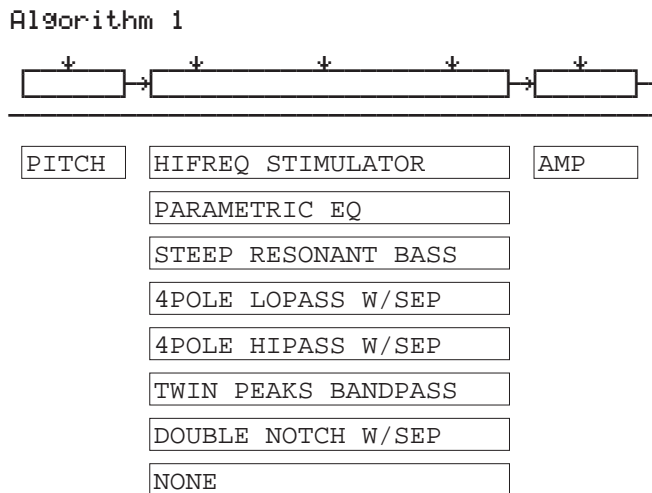 Algorithm 1
PITCH HIFREQ STIMULATOR AMP
PARAMETRIC EQ
STEEP RESONANT BASS
4POLE LOPASS W/SEP
4POLE HIPASS W/SEP
TWIN PEAKS BANDPASS
DOUBLE NOTCH W/SEP
NONE